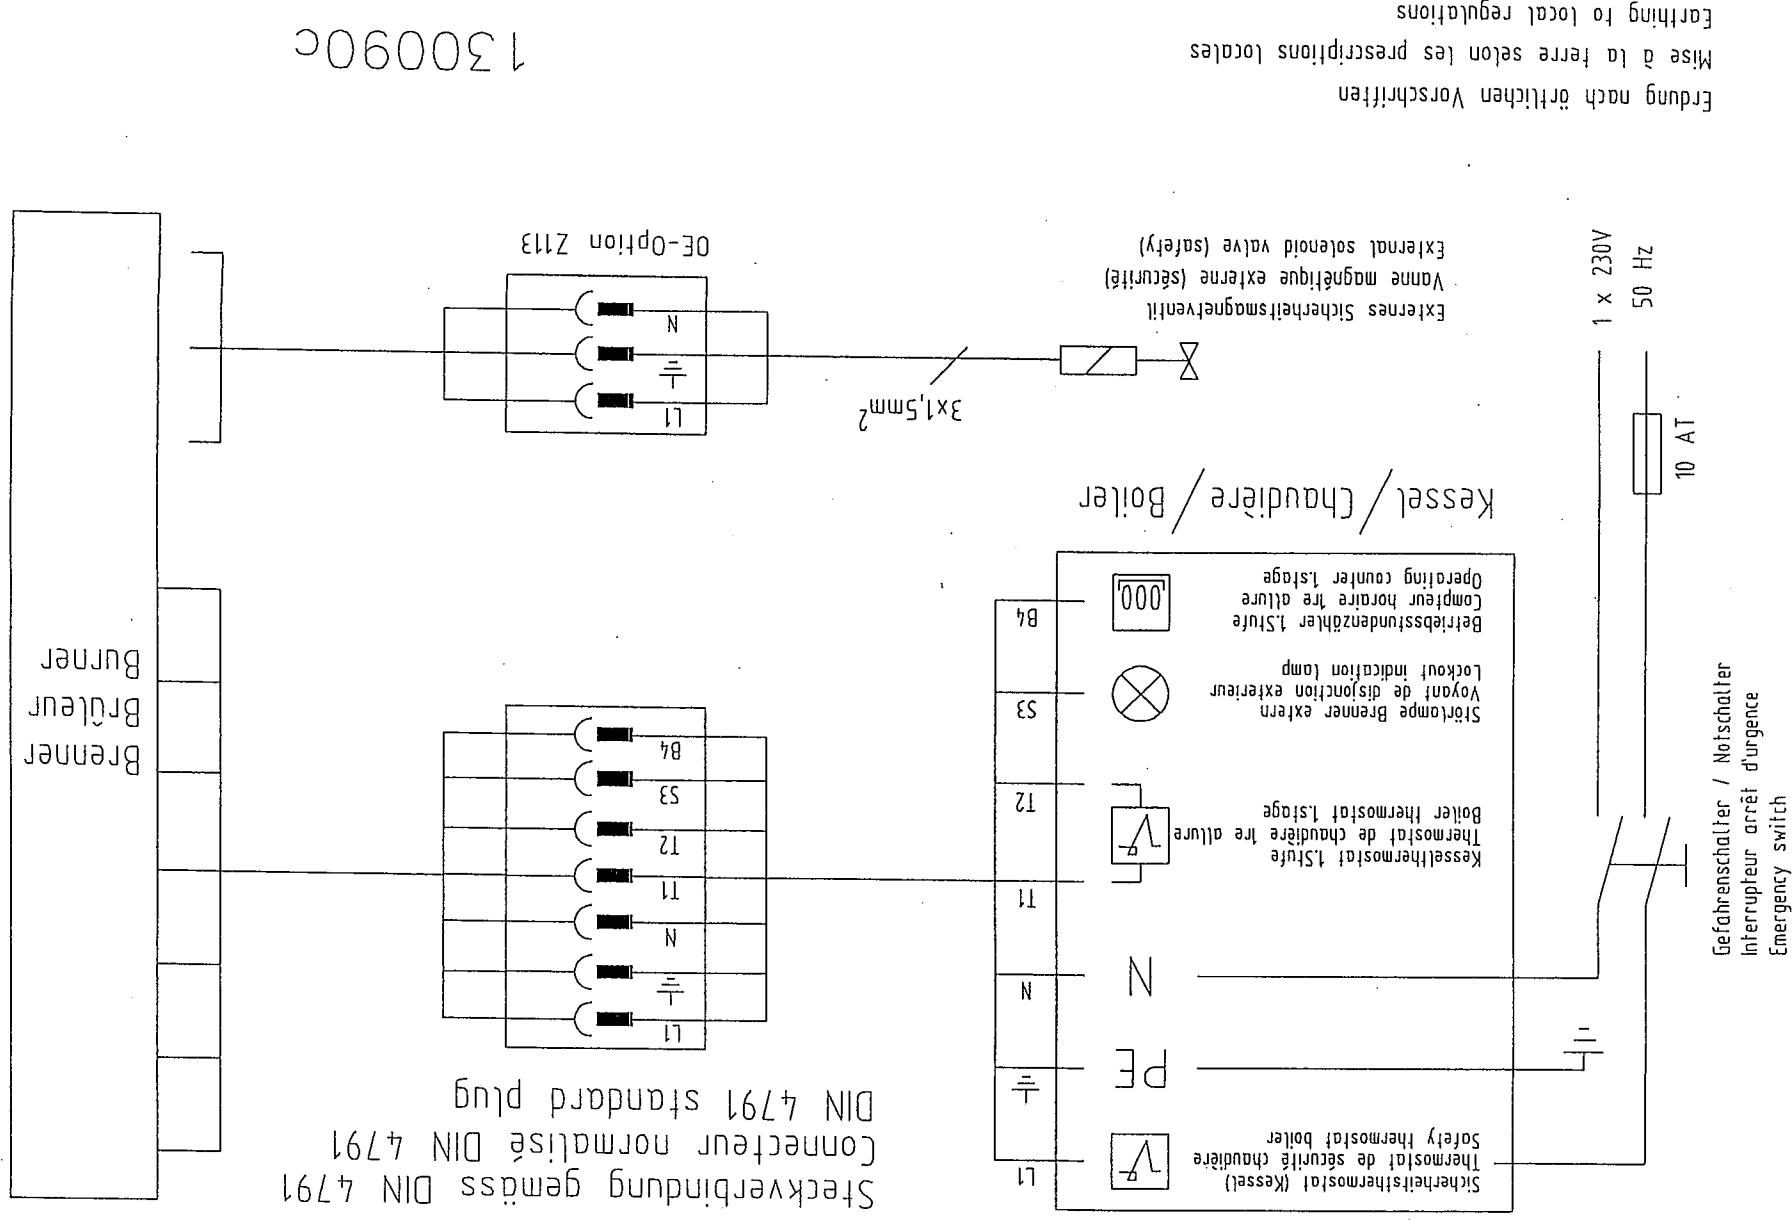 Steckverbindung gemäss DIN 4791
Connecteur normalisé DIN 4791
DIN 4791 standard plug
L1
N
T1
T2
S3
B4
Brenner
Brûleur
Burner
L1
Sicherheitsthermostat (Kessel)
Thermostat de sécurité chaudière
Safety thermostat boiler
PE
N
N
T1
T2
Kesselthermostat 1.Stufe
Thermostat de chaudière 1re allure
Boiler thermostat 1.stage
S3
Störlampe Brenner extern
Voyant de disjonction exterieur
Lockout indication lamp
B4
000
Betriebsstundenzähler 1.Stufe
Compteur horaire 1re allure
Operating counter 1.stage
Kessel / Chaudière / Boiler
Gefahrenschalter / Notschalter
Interrupteur arrêt d'urgence
Emergency switch
10 AT
1 x 230V
50 Hz
L1
N
OE-Option Z113
3x1,5mm²
Externes Sicherheitsmagnetventil
Vanne magnétique externe (sécurité)
External solenoid valve (safety)
Erdung nach örtlichen Vorschriften
Mise à la terre selon les prescriptions locales
Earthing to local regulations
130090c